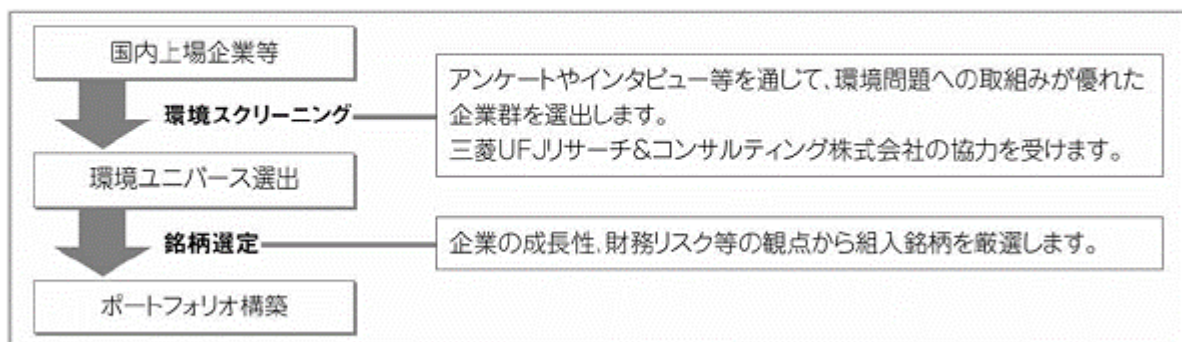 国内上場企業等
環境スクリーニング
アンケートやインタビュー等を通じて、環境問題への取組みが優れた
企業群を選出します。
三菱UFJリサーチ&コンサルティング株式会社の協力を受けます。
環境ユニバース選出
銘柄選定
企業の成長性、財務リスク等の観点から組入銘柄を厳選します。
ポートフォリオ構築